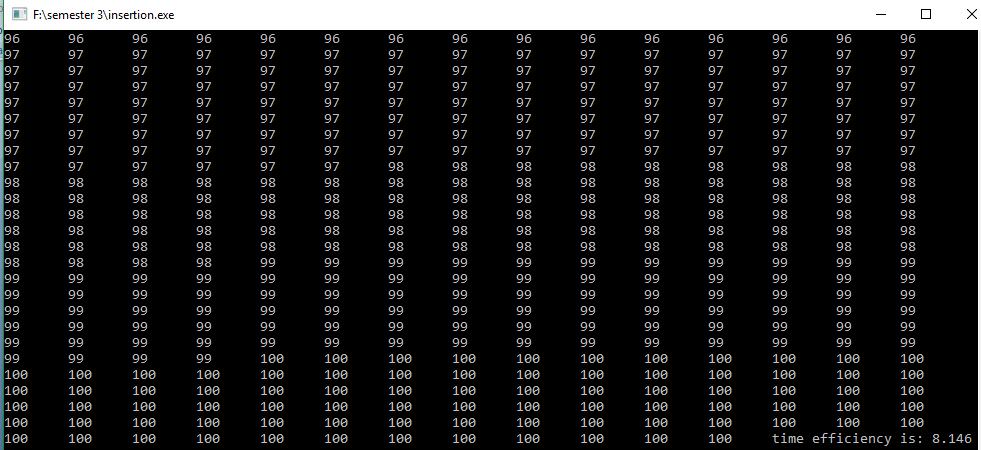 F:\semester 3\insertion.exe
96 96 96 96 96 96 96 96 96 96 96 96 96 96 96
97 97 97 97 97 97 97 97 97 97 97 97 97 97 97
97 97 97 97 97 97 97 97 97 97 97 97 97 97 97
97 97 97 97 97 97 97 97 97 97 97 97 97 97 97
97 97 97 97 97 97 97 97 97 97 97 97 97 97 97
97 97 97 97 97 97 97 97 97 97 97 97 97 97 97
97 97 97 97 97 97 97 97 97 97 97 97 97 97 97
97 97 97 97 97 97 97 97 97 97 97 97 97 97 97
97 97 97 97 97 97 98 98 98 98 98 98 98 98 98
98 98 98 98 98 98 98 98 98 98 98 98 98 98 98
98 98 98 98 98 98 98 98 98 98 98 98 98 98 98
98 98 98 98 98 98 98 98 98 98 98 98 98 98 98
98 98 98 98 98 98 98 98 98 98 98 98 98 98 98
98 98 98 98 98 98 98 98 98 98 98 98 98 98 98
98 98 98 98 99 99 99 99 99 99 99 99 99 99 99
99 99 99 99 99 99 99 99 99 99 99 99 99 99 99
99 99 99 99 99 99 99 99 99 99 99 99 99 99 99
99 99 99 99 99 99 99 99 99 99 99 99 99 99 99
99 99 99 99 99 99 99 99 99 99 99 99 99 99 99
99 99 99 99 99 99 99 99 99 99 99 99 99 99 99
99 99 99 99 100 100 100 100 100 100 100 100 100 100 100
100 100 100 100 100 100 100 100 100 100 100 100 100 100 100
100 100 100 100 100 100 100 100 100 100 100 100 100 100 100
100 100 100 100 100 100 100 100 100 100 100 100 100 100 100
100 100 100 100 100 100 100 100 100 100 100 100 100 100 100
100 100 100 100 100 100 100 100 100 100 100 100 time efficiency is: 8.146